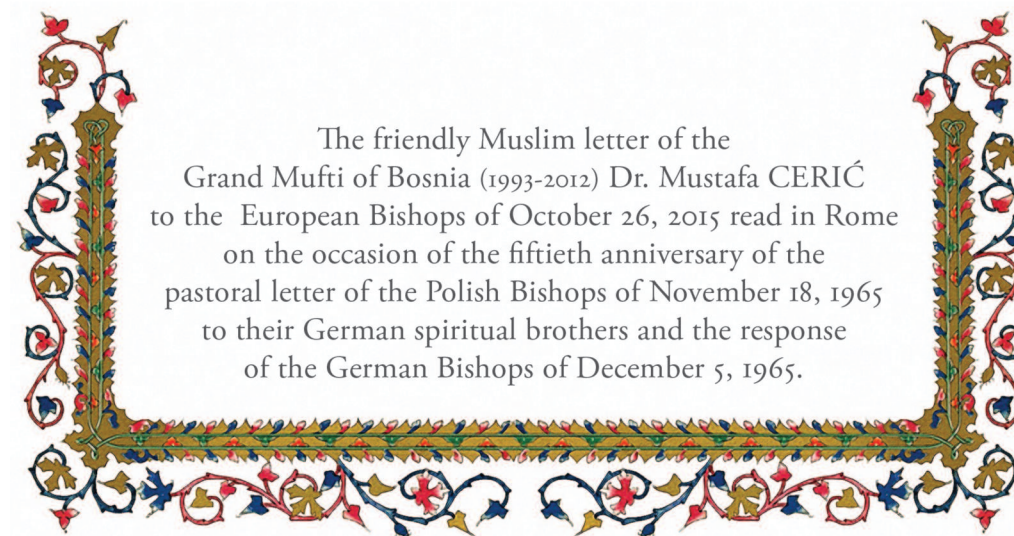 The friendly Muslim letter of the
Grand Mufti of Bosnia (1993-2012) Dr. Mustafa CERIĆ
to the European Bishops of October 26, 2015 read in Rome
on the occasion of the fiftieth anniversary of the
pastoral letter of the Polish Bishops of November 18, 1965
to their German spiritual brothers and the response
of the German Bishops of December 5, 1965.